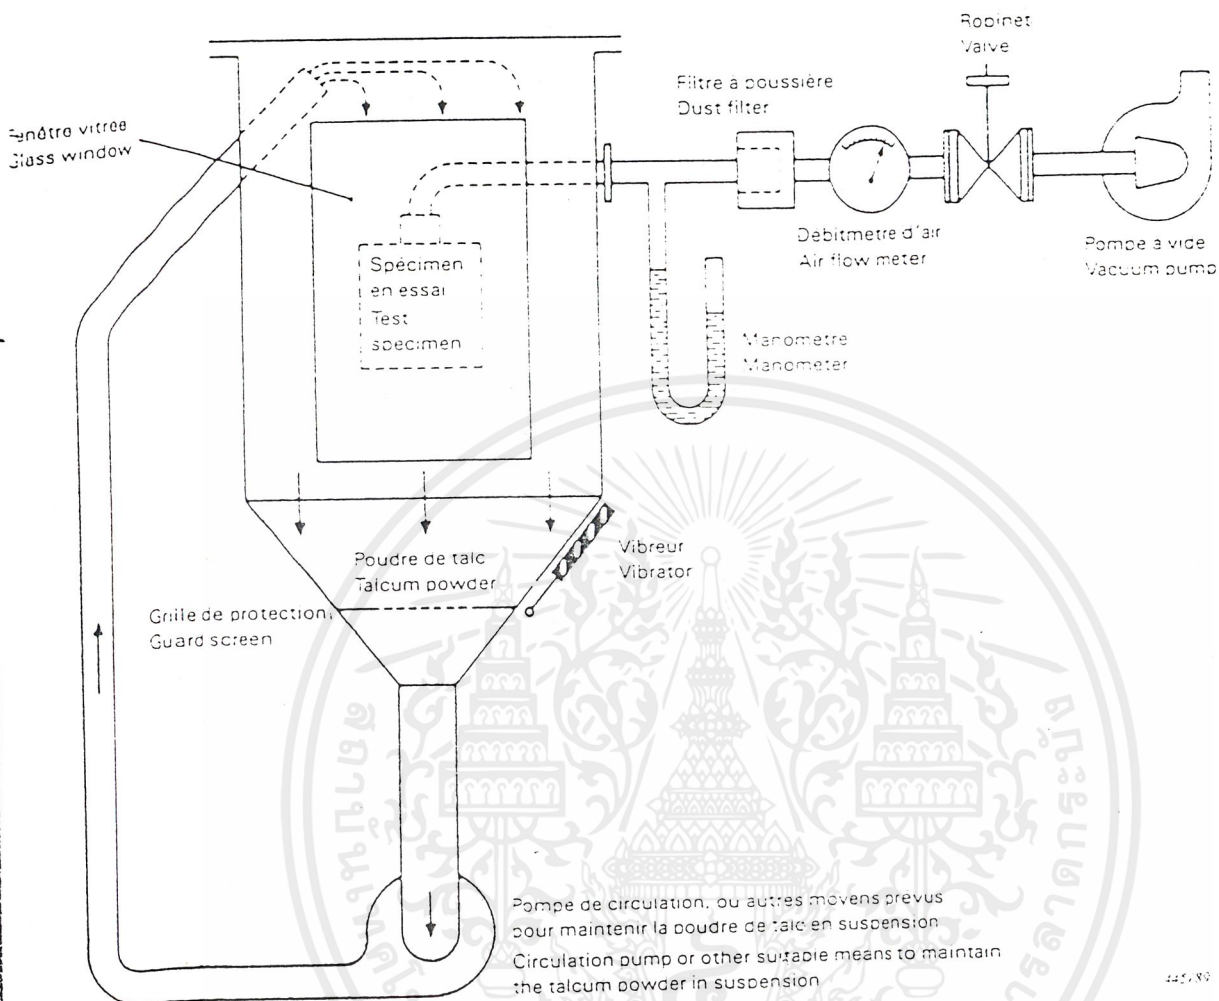 Robinet
Valve
Filtre à poussière
Dust filter
Fenêtre vitrée
Glass window
Débitmètre d'air
Air flow meter
Pompe à vide
Vacuum pump
Spécimen
en essai
Test
specimen
Manomètre
Manometer
Vibreur
Vibrator
Poudre de talc
Talcum powder
Grille de protection
Guard screen
Pompe de circulation, ou autres moyens prévus
pour maintenir la poudre de talc en suspension
Circulation pump or other suitable means to maintain
the talcum powder in suspension
445/89